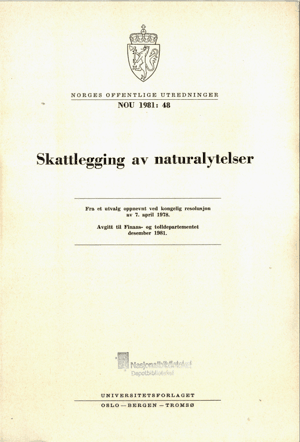 NORGES OFFENTLIGE UTREDNINGER
NOU 1981: 48
Skattlegging av naturalytelser
Fra et utvalg oppnevnt ved kongelig resolusjon
av 7. april 1978.
Avgitt til Finans- og tolldepartementet
desember 1981.
Nasjonalbiblioteket
Depotbiblioteket
UNIVERSITETSFORLAGET
OSLO — BERGEN — TROMSØ